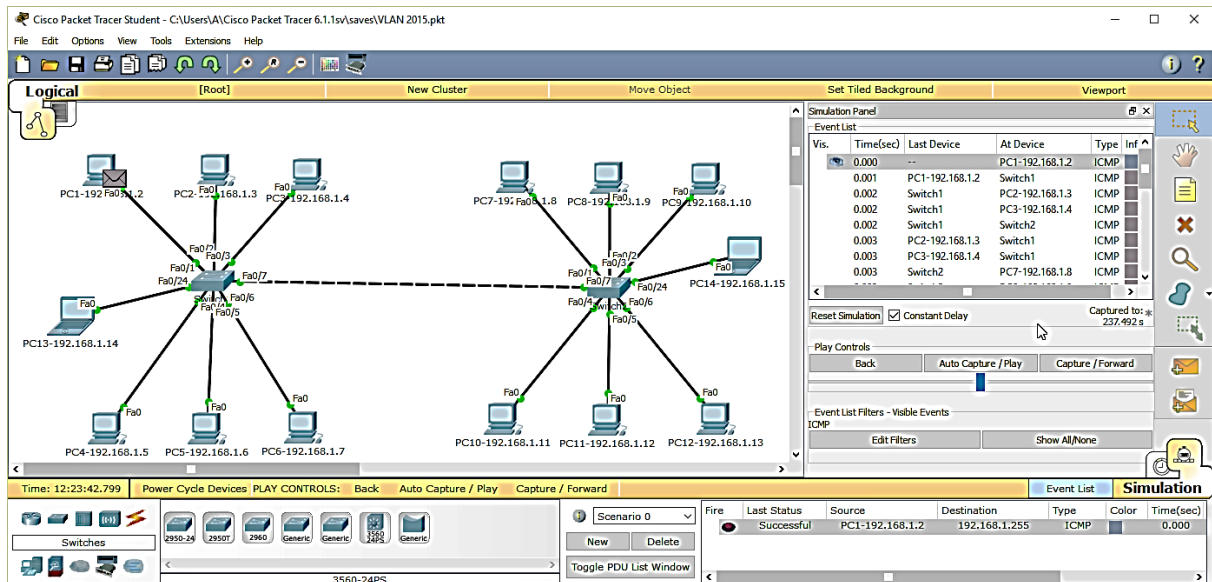 Cisco Packet Tracer Student - C:\Users\A\Cisco Packet Tracer 6.1.1sv\saves\VLAN 2015.pkt
File Edit Options View Tools Extensions Help
Logical [Root] New Cluster Move Object Set Tiled Background Viewport
PC2-192.168.1.3
PC3-192.168.1.4
Fa0
Fa0
Fa0
Fa0/2
Fa0/3
Fa0/1
Fa0/24
Fa0/7
Fa0/6
Fa0/5
Fa0
PC13-192.168.1.14
Fa0
Fa0
Fa0
PC4-192.168.1.5 PC5-192.168.1.6 PC6-192.168.1.7
Fa0
Fa0
Fa0
Fa0/2
Fa0/3
Fa0/1
Fa0/7
Fa0/24
Fa0/4
Fa0/6
Fa0/5
Fa0
PC14-192.168.1.15
Fa0
Fa0
Fa0
PC10-192.168.1.11 PC11-192.168.1.12 PC12-192.168.1.13
Simulation Panel
Event List
Vis. Time(sec) Last Device At Device Type Inf
0.000 -- PC1-192.168.1.2 ICMP
0.001 PC1-192.168.1.2 Switch1 ICMP
0.002 Switch1 PC2-192.168.1.3 ICMP
0.002 Switch1 PC3-192.168.1.4 ICMP
0.002 Switch1 Switch2 ICMP
0.003 PC2-192.168.1.3 Switch1 ICMP
0.003 PC3-192.168.1.4 Switch1 ICMP
0.003 Switch2 PC7-192.168.1.8 ICMP
Reset Simulation Constant Delay Captured to: *
237.492 s
Play Controls
Back Auto Capture / Play Capture / Forward
Event List Filters - Visible Events
ICMP
Edit Filters Show All/None
Time: 12:23:42.799 Power Cycle Devices PLAY CONTROLS: Back Auto Capture / Play Capture / Forward Event List Simulation
Switches
2950-24 2950T 2960 Generic Generic 3560 24PS Generic
3560-24PS
Scenario 0
New Delete
Toggle PDU List Window
Fire Last Status Source Destination Type Color Time(sec)
Successful PC1-192.168.1.2 192.168.1.255 ICMP 0.000